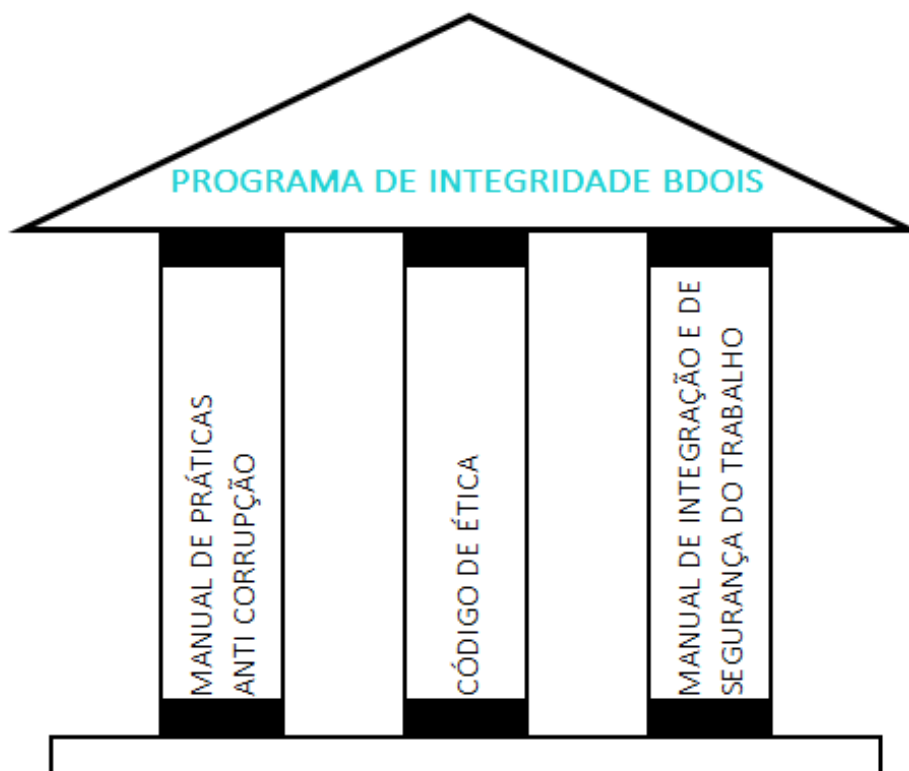 PROGRAMA DE INTEGRIDADE BDOIS
MANUAL DE PRÁTICAS
ANTI CORRUPÇÃO
CÓDIGO DE ÉTICA
MANUAL DE INTEGRAÇÃO E DE
SEGURANÇA DO TRABALHO